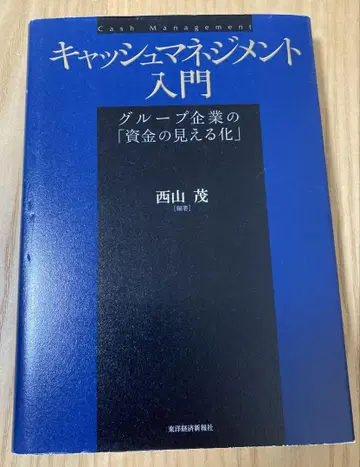 Cash Management
キャッシュマネジメント
入門
グループ企業の
「資金の見える化」
西山 茂
[編著]
東洋経済新報社